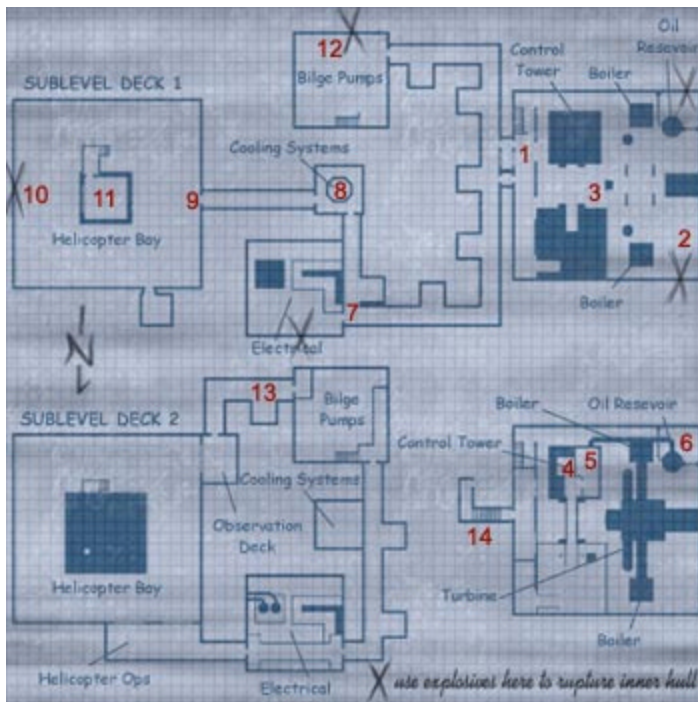 12
Bilge Pumps
Control
Tower
Boiler
Oil
Resevoir
SUBLEVEL DECK 1
Cooling Systems
1
10
11
9
8
3
2
Helicopter Bay
Boiler
7
Electrical
N
13
Bilge
Pumps
SUBLEVEL DECK 2
Boiler
Oil Resevoir
Control Tower
4
5
6
Cooling Systems
Observation
Deck
14
Helicopter Bay
Turbine
Boiler
Helicopter Ops
Electrical
X use explosives here to rupture inner hull